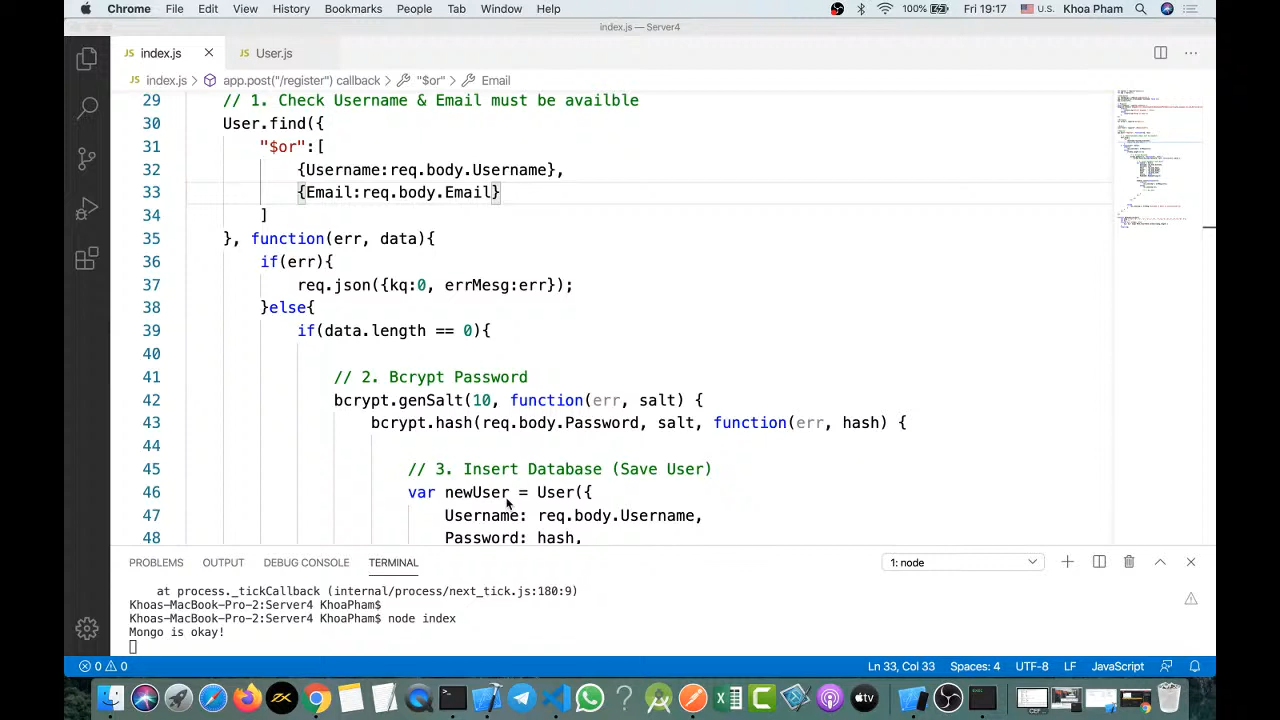 Chrome File Edit View History Bookmarks People Tab Window Help 100% Fri 19:17 U.S. Khoa Pham
index.js — Server4
JS index.js JS User.js
JS index.js > app.post("/register") callback > "$or" > Email
29 // 1. Check Username & Email must be availble
30 User.find({
31 "$or":[
32 {Username:req.body.Username},
33 {Email:req.body.Email}
34 ]
35 }, function(err, data){
36 if(err){
37 req.json({kq:0, errMesg:err});
38 }else{
39 if(data.length == 0){
40
41 // 2. Bcrypt Password
42 bcrypt.genSalt(10, function(err, salt) {
43 bcrypt.hash(req.body.Password, salt, function(err, hash) {
44
45 // 3. Insert Database (Save User)
46 var newUser = User({
47 Username: req.body.Username,
48 Password: hash,
PROBLEMS OUTPUT DEBUG CONSOLE TERMINAL 1: node
at process._tickCallback (internal/process/next_tick.js:180:9)
Khoas-MacBook-Pro-2:Server4 KhoaPham$
Khoas-MacBook-Pro-2:Server4 KhoaPham$ node index
Mongo is okay!
0 0 Ln 33, Col 33 Spaces: 4 UTF-8 LF JavaScript
tv